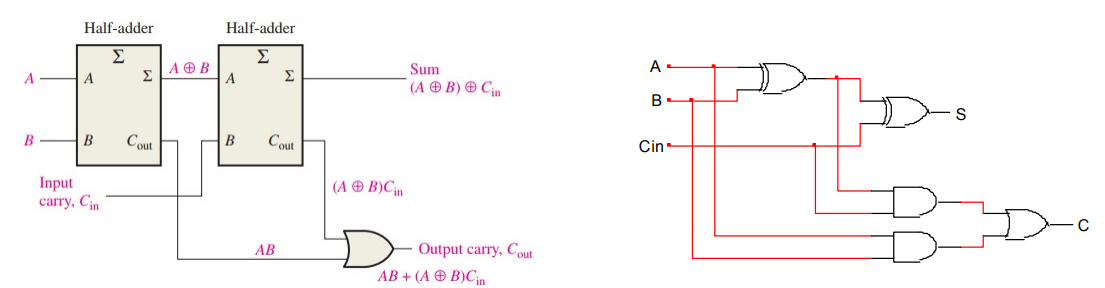 Half-adder
Half-adder
Σ
Σ
A
A
Σ
A ⊕ B
A
Σ
Sum
(A ⊕ B) ⊕ Cin
B
B
Cout
B
Cout
Input
carry, Cin
(A ⊕ B)Cin
AB
Output carry, Cout
AB + (A ⊕ B)Cin
A
B
Cin
S
C